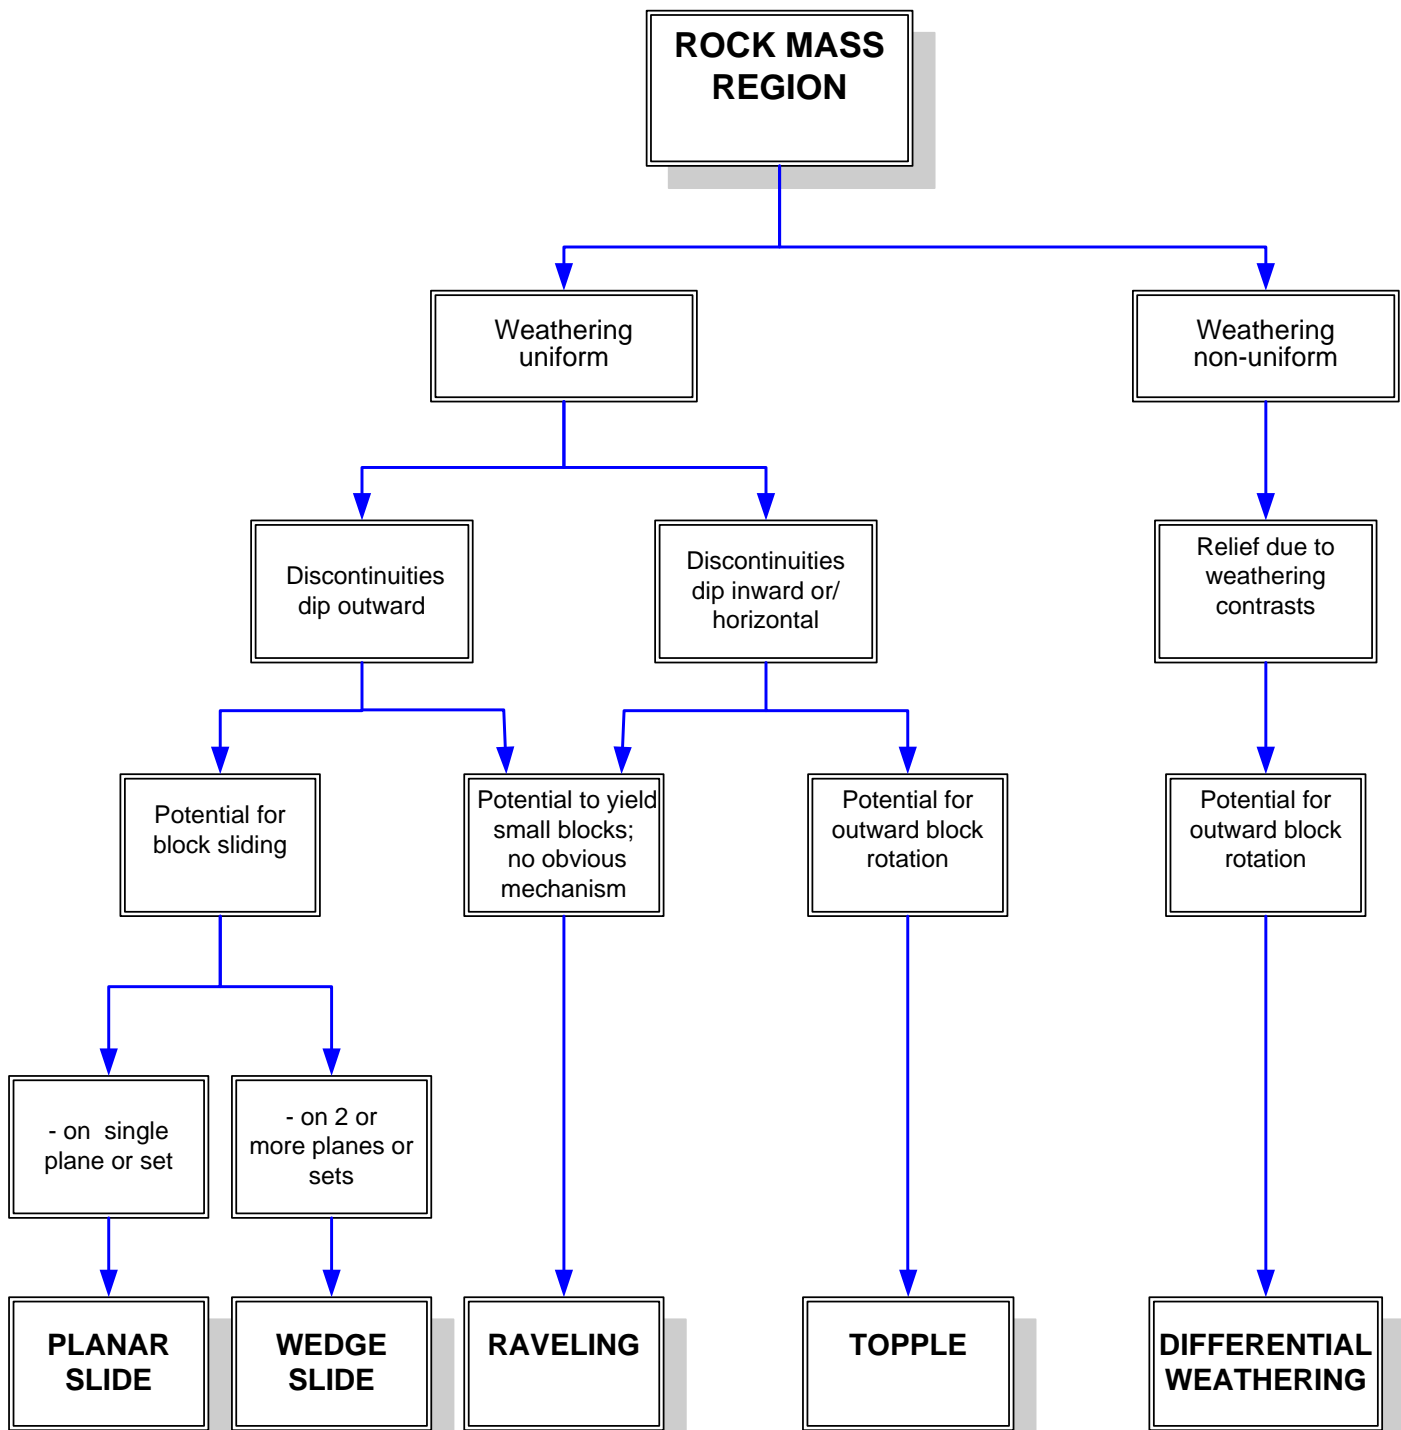 ROCK MASS
REGION
Weathering
uniform
Weathering
non-uniform
Discontinuities
dip outward
Discontinuities
dip inward or/
horizontal
Relief due to
weathering
contrasts
Potential for
block sliding
Potential to yield
small blocks;
no obvious
mechanism
Potential for
outward block
rotation
Potential for
outward block
rotation
- on  single
plane or set
- on 2 or
more planes or
sets
PLANAR
SLIDE
WEDGE
SLIDE
RAVELING
TOPPLE
DIFFERENTIAL
WEATHERING